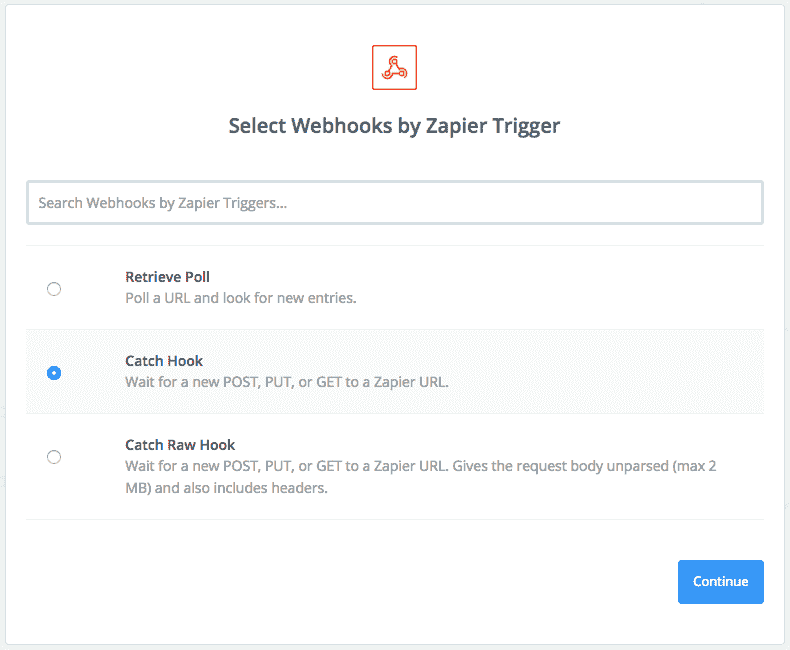 Select Webhooks by Zapier Trigger
Search Webhooks by Zapier Triggers...
Retrieve Poll
Poll a URL and look for new entries.
Catch Hook
Wait for a new POST, PUT, or GET to a Zapier URL.
Catch Raw Hook
Wait for a new POST, PUT, or GET to a Zapier URL. Gives the request body unparsed (max 2
MB) and also includes headers.
Continue